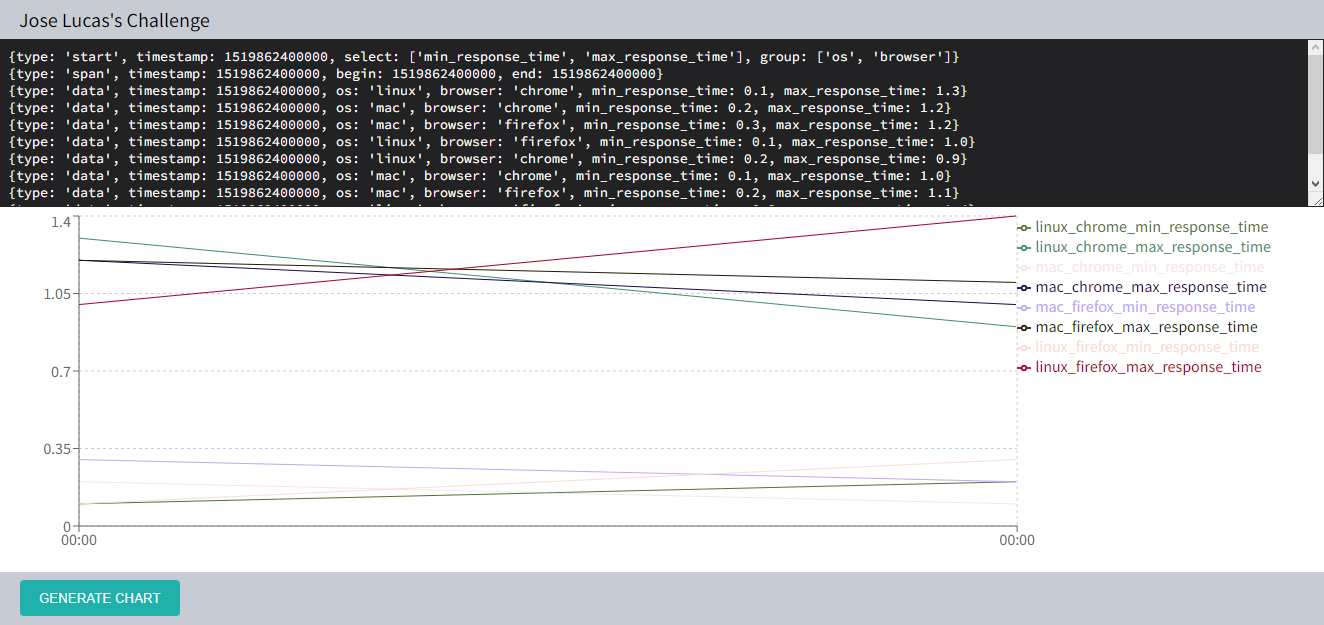 Jose Lucas's Challenge
{type: 'start', timestamp: 1519862400000, select: ['min_response_time', 'max_response_time'], group: ['os', 'browser']}
{type: 'span', timestamp: 1519862400000, begin: 1519862400000, end: 1519862400000}
{type: 'data', timestamp: 1519862400000, os: 'linux', browser: 'chrome', min_response_time: 0.1, max_response_time: 1.3}
{type: 'data', timestamp: 1519862400000, os: 'mac', browser: 'chrome', min_response_time: 0.2, max_response_time: 1.2}
{type: 'data', timestamp: 1519862400000, os: 'mac', browser: 'firefox', min_response_time: 0.3, max_response_time: 1.2}
{type: 'data', timestamp: 1519862400000, os: 'linux', browser: 'firefox', min_response_time: 0.1, max_response_time: 1.0}
{type: 'data', timestamp: 1519862400000, os: 'linux', browser: 'chrome', min_response_time: 0.2, max_response_time: 0.9}
{type: 'data', timestamp: 1519862400000, os: 'mac', browser: 'chrome', min_response_time: 0.1, max_response_time: 1.0}
{type: 'data', timestamp: 1519862400000, os: 'mac', browser: 'firefox', min_response_time: 0.2, max_response_time: 1.1}
1.4
1.05
0.7
0.35
0
00:00
00:00
linux_chrome_min_response_time
linux_chrome_max_response_time
mac_chrome_min_response_time
mac_chrome_max_response_time
mac_firefox_min_response_time
mac_firefox_max_response_time
linux_firefox_min_response_time
linux_firefox_max_response_time
GENERATE CHART